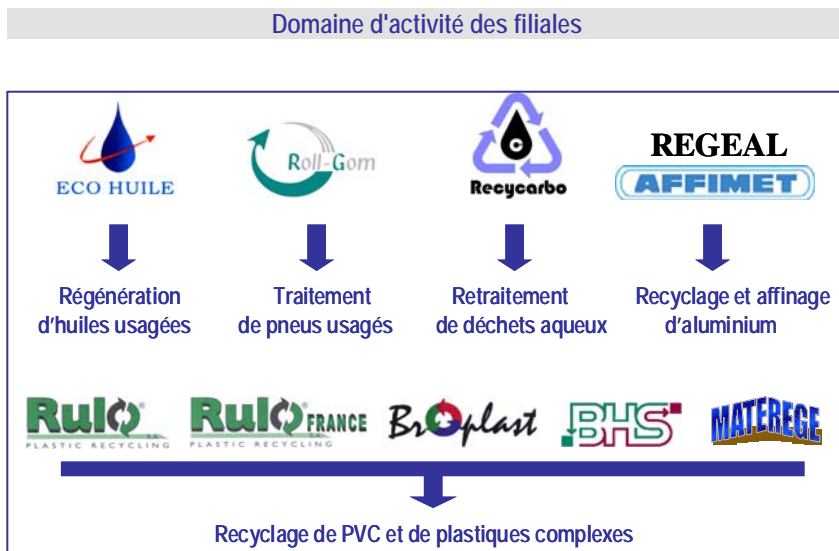 Domaine d'activité des filiales
ECO HUILE
Roll-Gom
C
Recycarbo
REGEAL
AFFIMET
Régénération
d'huiles usagées
Traitement
de pneus usagés
Retraitement
de déchets aqueux
Recyclage et affinage
d'aluminium
Rulo S.A.
PLASTIC RECYCLING
Rulo FRANCE
PLASTIC RECYCLING
Broplast
BHS
MATEREGE
Recyclage de PVC et de plastiques complexes